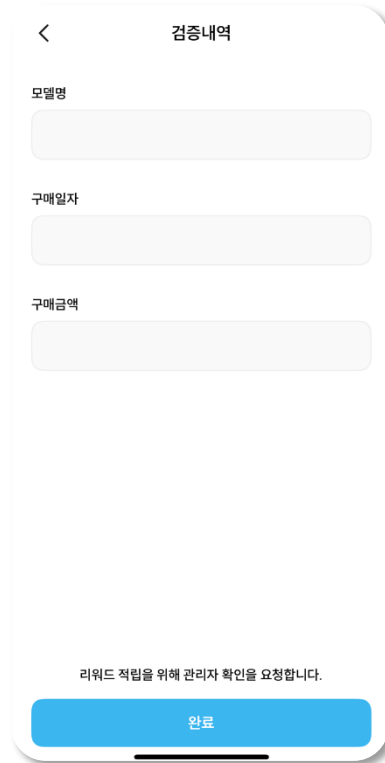 검증내역
모델명
구매일자
구매금액
리워드 적립을 위해 관리자 확인을 요청합니다.
완료